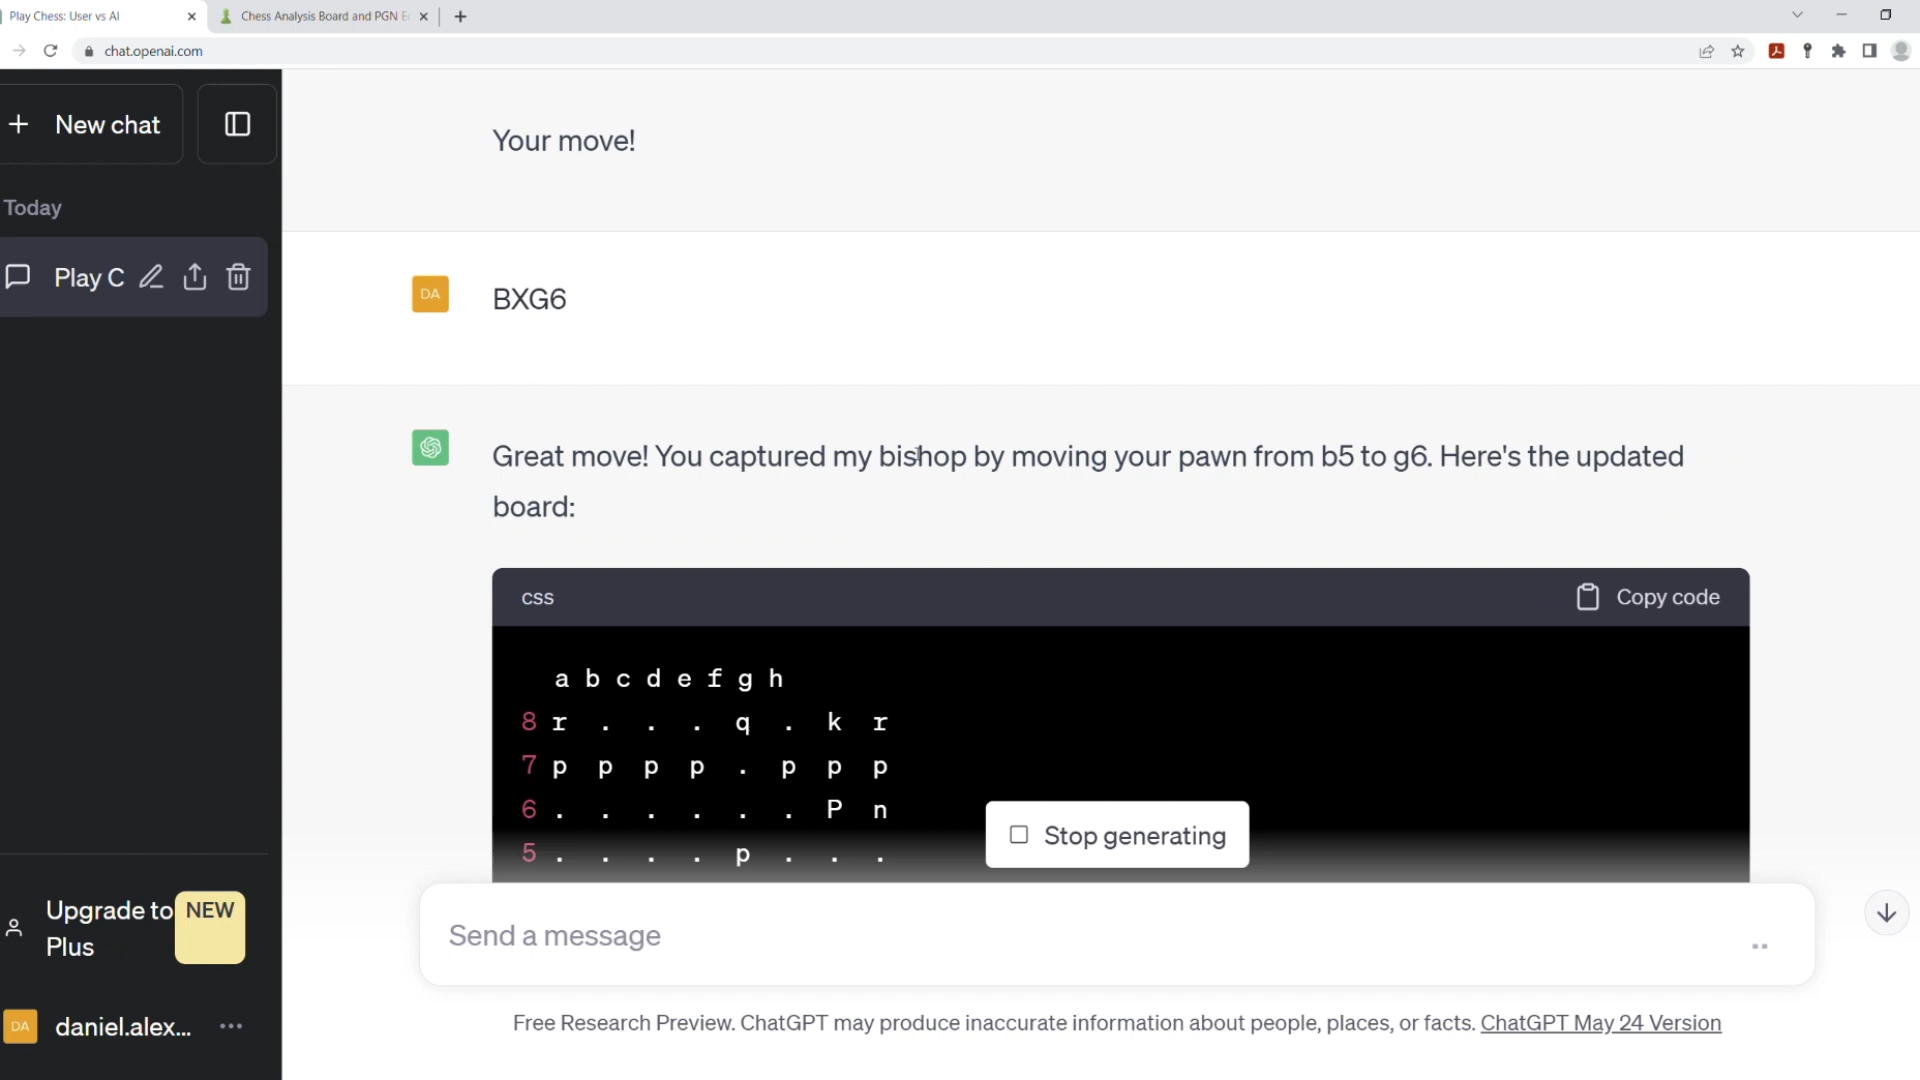 Play Chess: User vs AI
Chess Analysis Board and PGN E
chat.openai.com
New chat
Today
Play C
Your move!
DA
BXG6
Great move! You captured my bishop by moving your pawn from b5 to g6. Here's the updated
board:
css
Copy code
a b c d e f g h
8 r . . . q . k r
7 p p p p . p p p
6 . . . . . . P n
5 . . . . p . . .
Stop generating
Send a message
Upgrade to
Plus
NEW
DA
daniel.alex...
Free Research Preview. ChatGPT may produce inaccurate information about people, places, or facts. ChatGPT May 24 Version